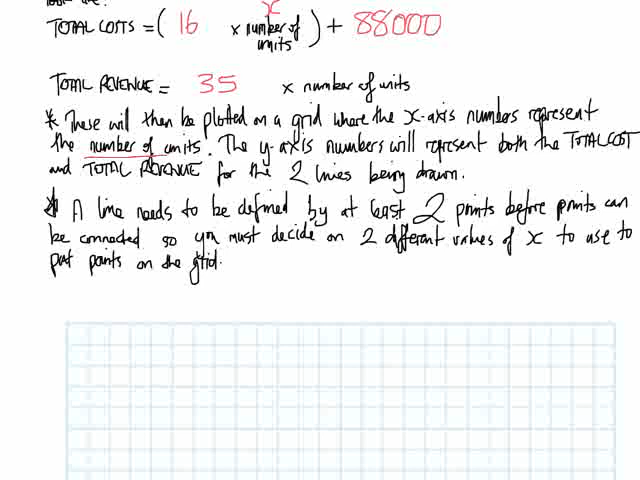 x
TOTAL COSTS = ( 16 x number of units ) + 88000
TOTAL REVENUE = 35 x number of units
* These will then be plotted on a grid where the x-axis numbers represent
the number of units. The y-axis numbers will represent both the TOTAL COST
and TOTAL REVENUE for the 2 lines being drawn.
* A line needs to be defined by at least 2 points before points can
be connected so you must decide on 2 different values of x to use to
put points on the grid.